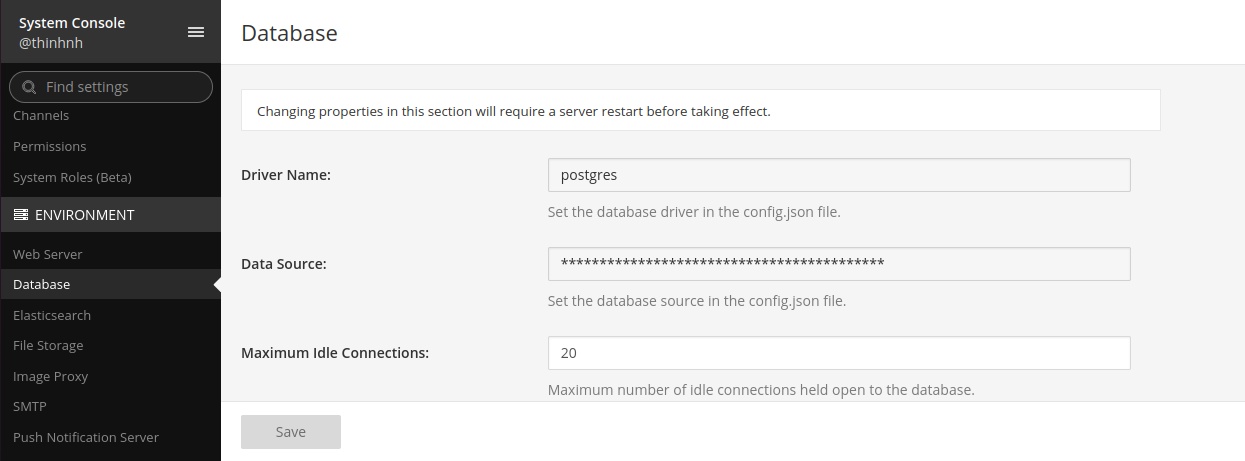 System Console
@thinhnh
Find settings
Channels
Permissions
System Roles (Beta)
ENVIRONMENT
Web Server
Database
Elasticsearch
File Storage
Image Proxy
SMTP
Push Notification Server
Database
Changing properties in this section will require a server restart before taking effect.
Driver Name:
postgres
Set the database driver in the config.json file.
Data Source:
******************************************
Set the database source in the config.json file.
Maximum Idle Connections:
20
Maximum number of idle connections held open to the database.
Save